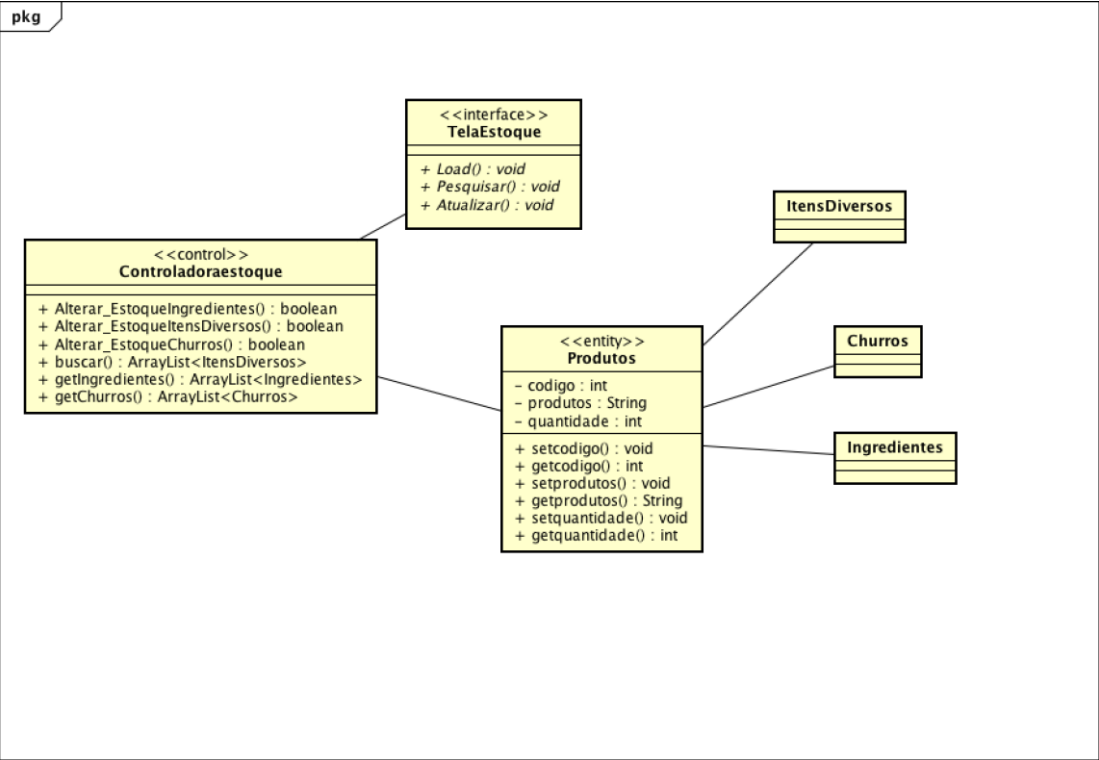 pkg
<<interface>>
TelaEstoque
+ Load() : void
+ Pesquisar() : void
+ Atualizar() : void
<<control>>
Controladoraestoque
+ Alterar_EstoqueIngredientes() : boolean
+ Alterar_EstoqueItensDiversos() : boolean
+ Alterar_EstoqueChurros() : boolean
+ buscar() : ArrayList<ItensDiversos>
+ getIngredientes() : ArrayList<Ingredientes>
+ getChurros() : ArrayList<Churros>
<<entity>>
Produtos
- codigo : int
- produtos : String
- quantidade : int
+ setcodigo() : void
+ getcodigo() : int
+ setprodutos() : void
+ getprodutos() : String
+ setquantidade() : void
+ getquantidade() : int
ItensDiversos
Churros
Ingredientes